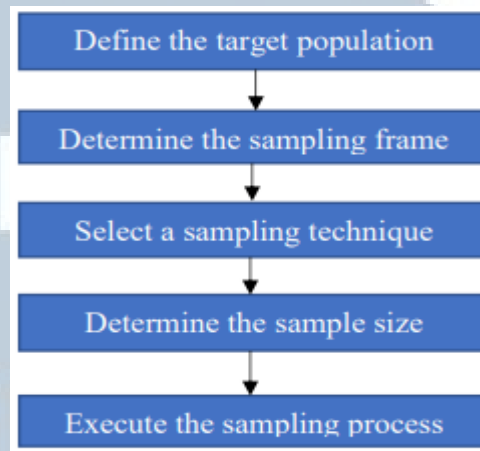 Define the target population
Determine the sampling frame
Select a sampling technique
Determine the sample size
Execute the sampling process